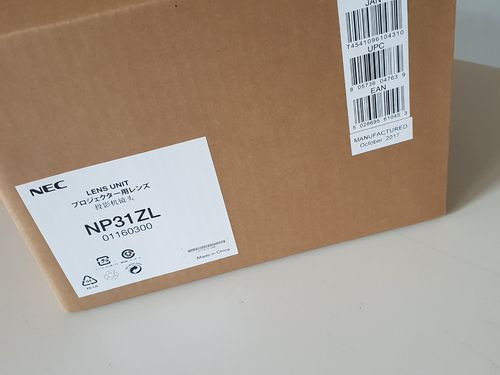 NEC
LENS UNIT
プロジェクター用レンズ
投影机镜头
NP31ZL
01160300
Made in China
JAN
T4541096104310
UPC
8 05736 04763 9
EAN
5 028695 61045 3
MANUFACTURED
October 2017